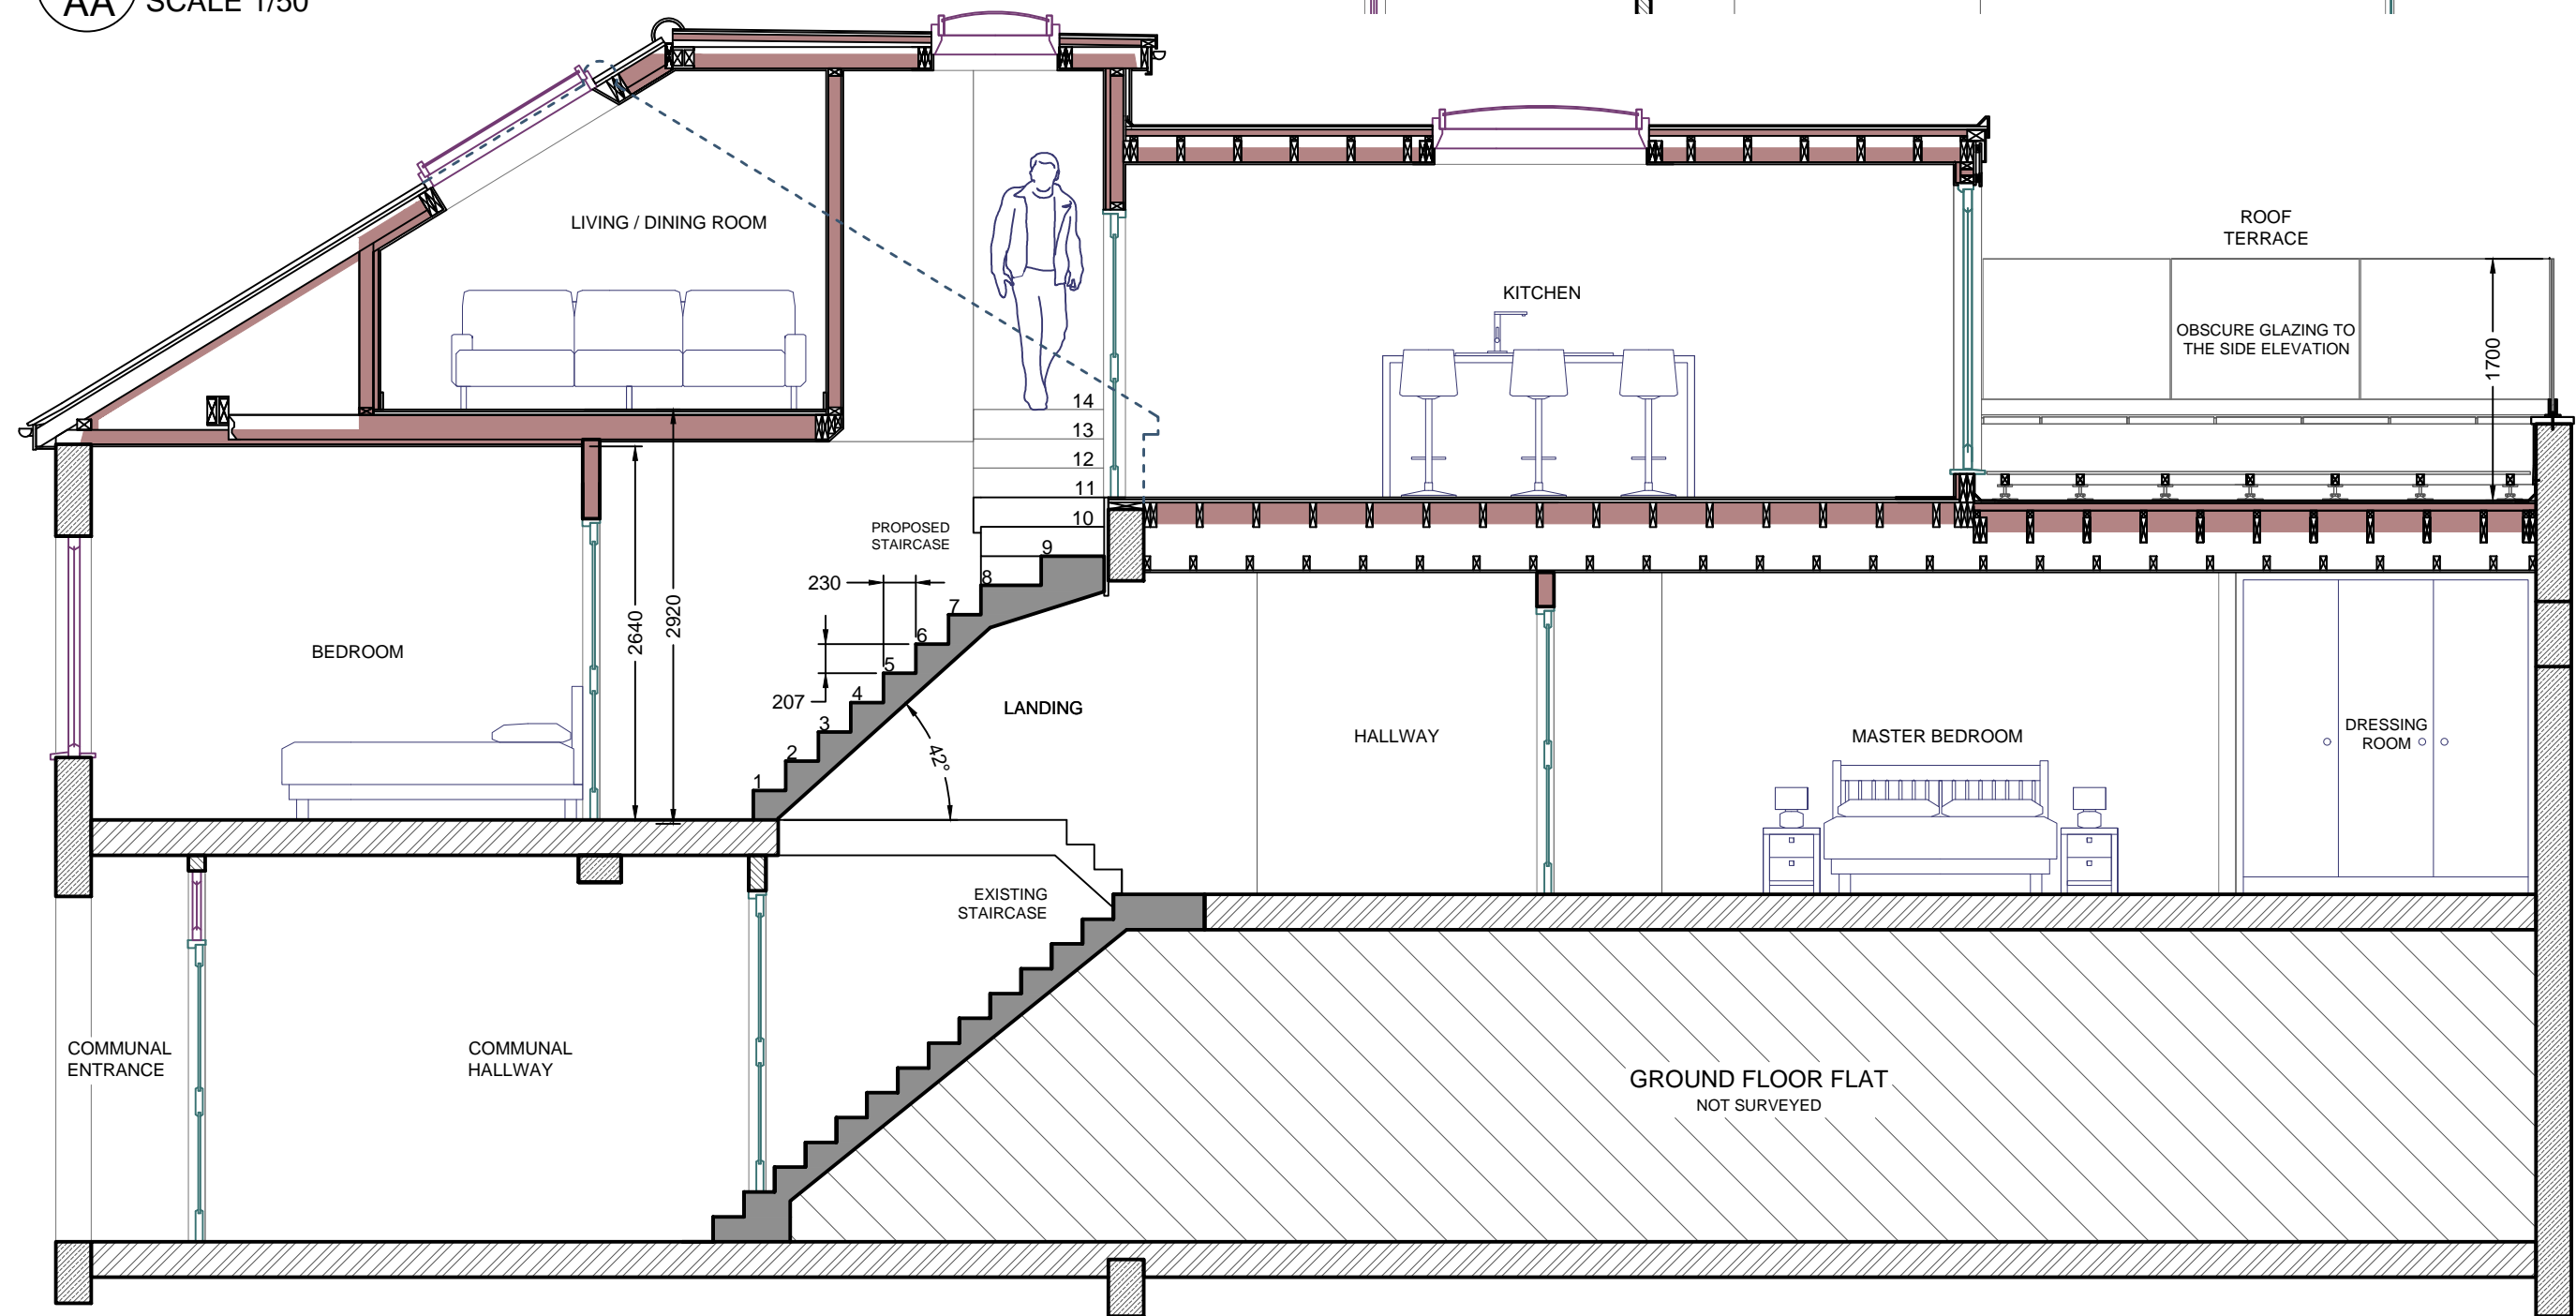 AA SCALE 1/50
LIVING / DINING ROOM
ROOF
TERRACE
KITCHEN
OBSCURE GLAZING TO
THE SIDE ELEVATION
1700
14
13
12
11
10
9
8
7
6
5
4
3
2
1
PROPOSED
STAIRCASE
230
207
2640
2920
42°
BEDROOM
LANDING
HALLWAY
MASTER BEDROOM
DRESSING
ROOM
EXISTING
STAIRCASE
COMMUNAL
ENTRANCE
COMMUNAL
HALLWAY
GROUND FLOOR FLAT
NOT SURVEYED